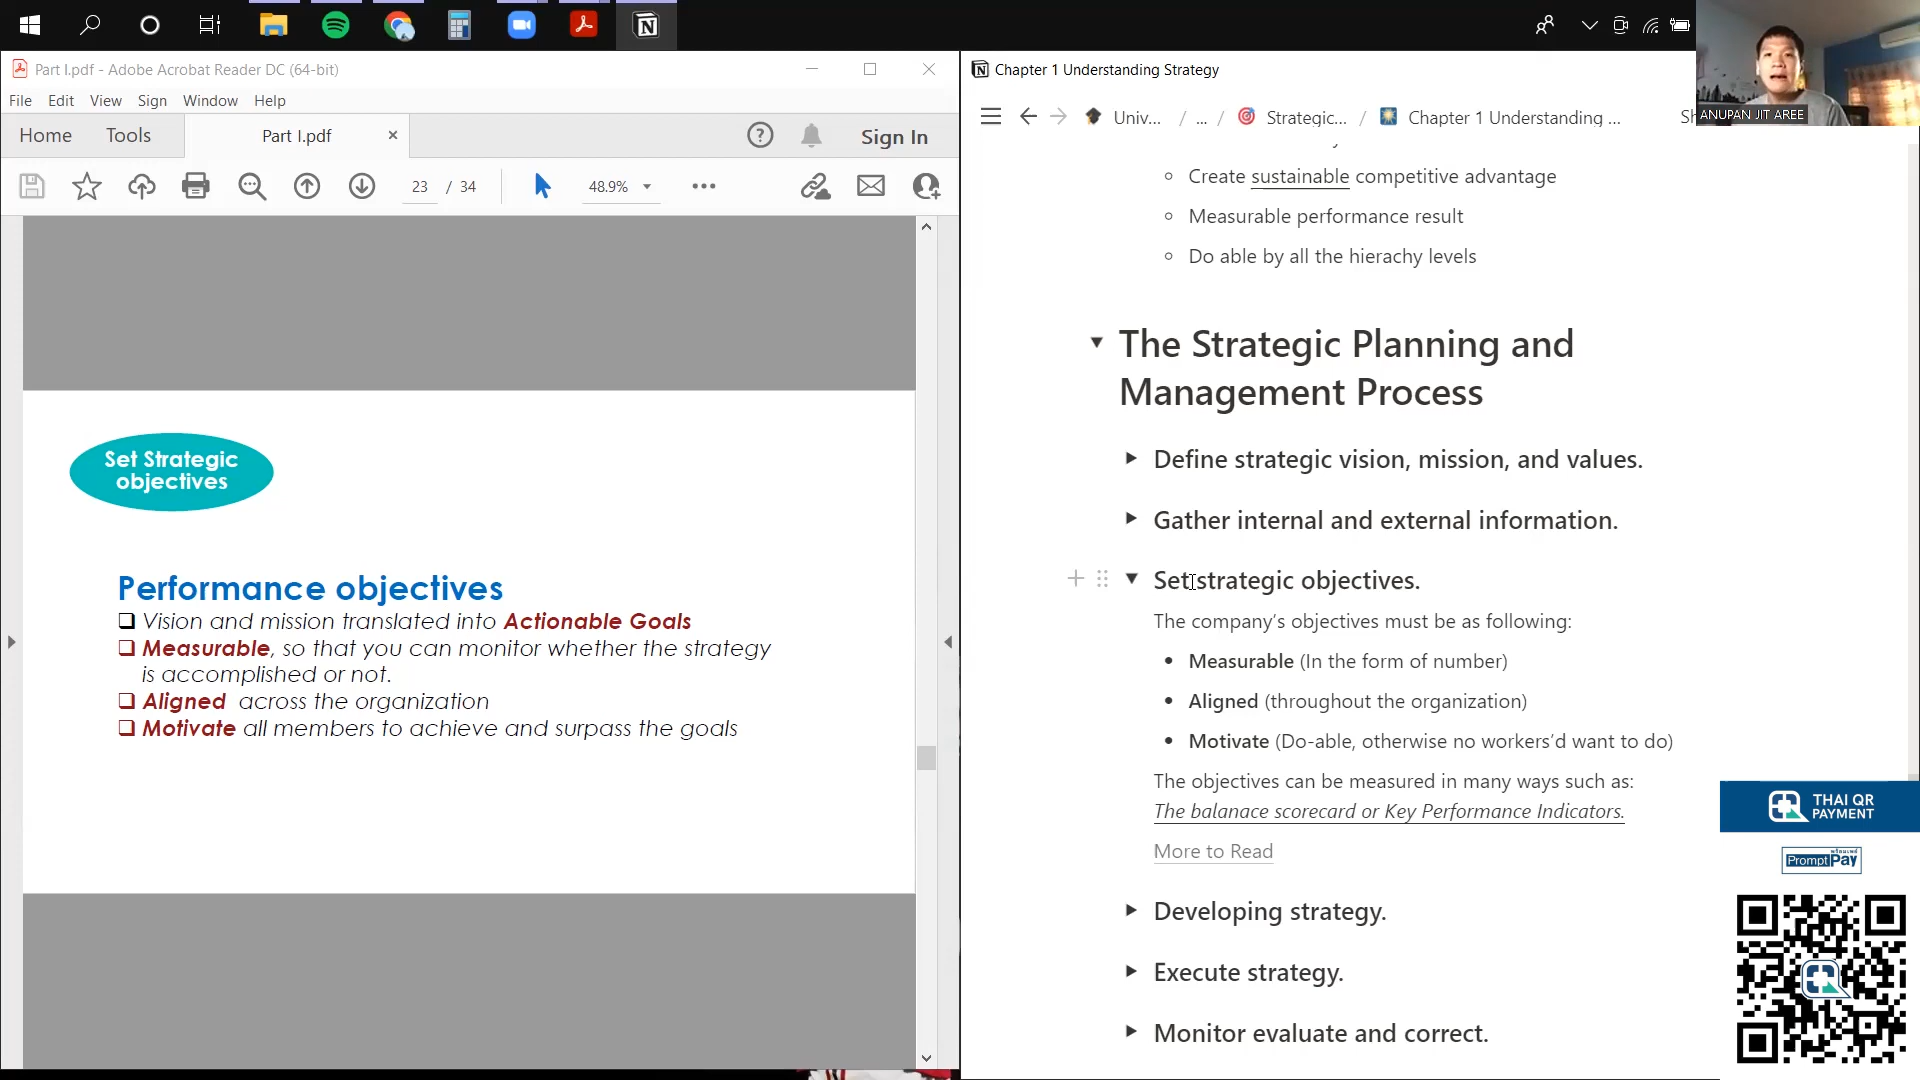 Part I.pdf - Adobe Acrobat Reader DC (64-bit)
File Edit View Sign Window Help
Home Tools Part I.pdf × Sign In
23 / 34 48.9%
Set Strategic
objectives
Performance objectives
Vision and mission translated into Actionable Goals
Measurable, so that you can monitor whether the strategy
is accomplished or not.
Aligned across the organization
Motivate all members to achieve and surpass the goals
Chapter 1 Understanding Strategy
Univ... / ... / Strategic... / Chapter 1 Understanding ...
ANUPAN JIT AREE
Create sustainable competitive advantage
Measurable performance result
Do able by all the hierachy levels
The Strategic Planning and
Management Process
Define strategic vision, mission, and values.
Gather internal and external information.
Set strategic objectives.
The company's objectives must be as following:
Measurable (In the form of number)
Aligned (throughout the organization)
Motivate (Do-able, otherwise no workers'd want to do)
The objectives can be measured in many ways such as:
The balanace scorecard or Key Performance Indicators.
More to Read
Developing strategy.
Execute strategy.
Monitor evaluate and correct.
THAI QR
PAYMENT
พร้อมเพย์
PromptPay